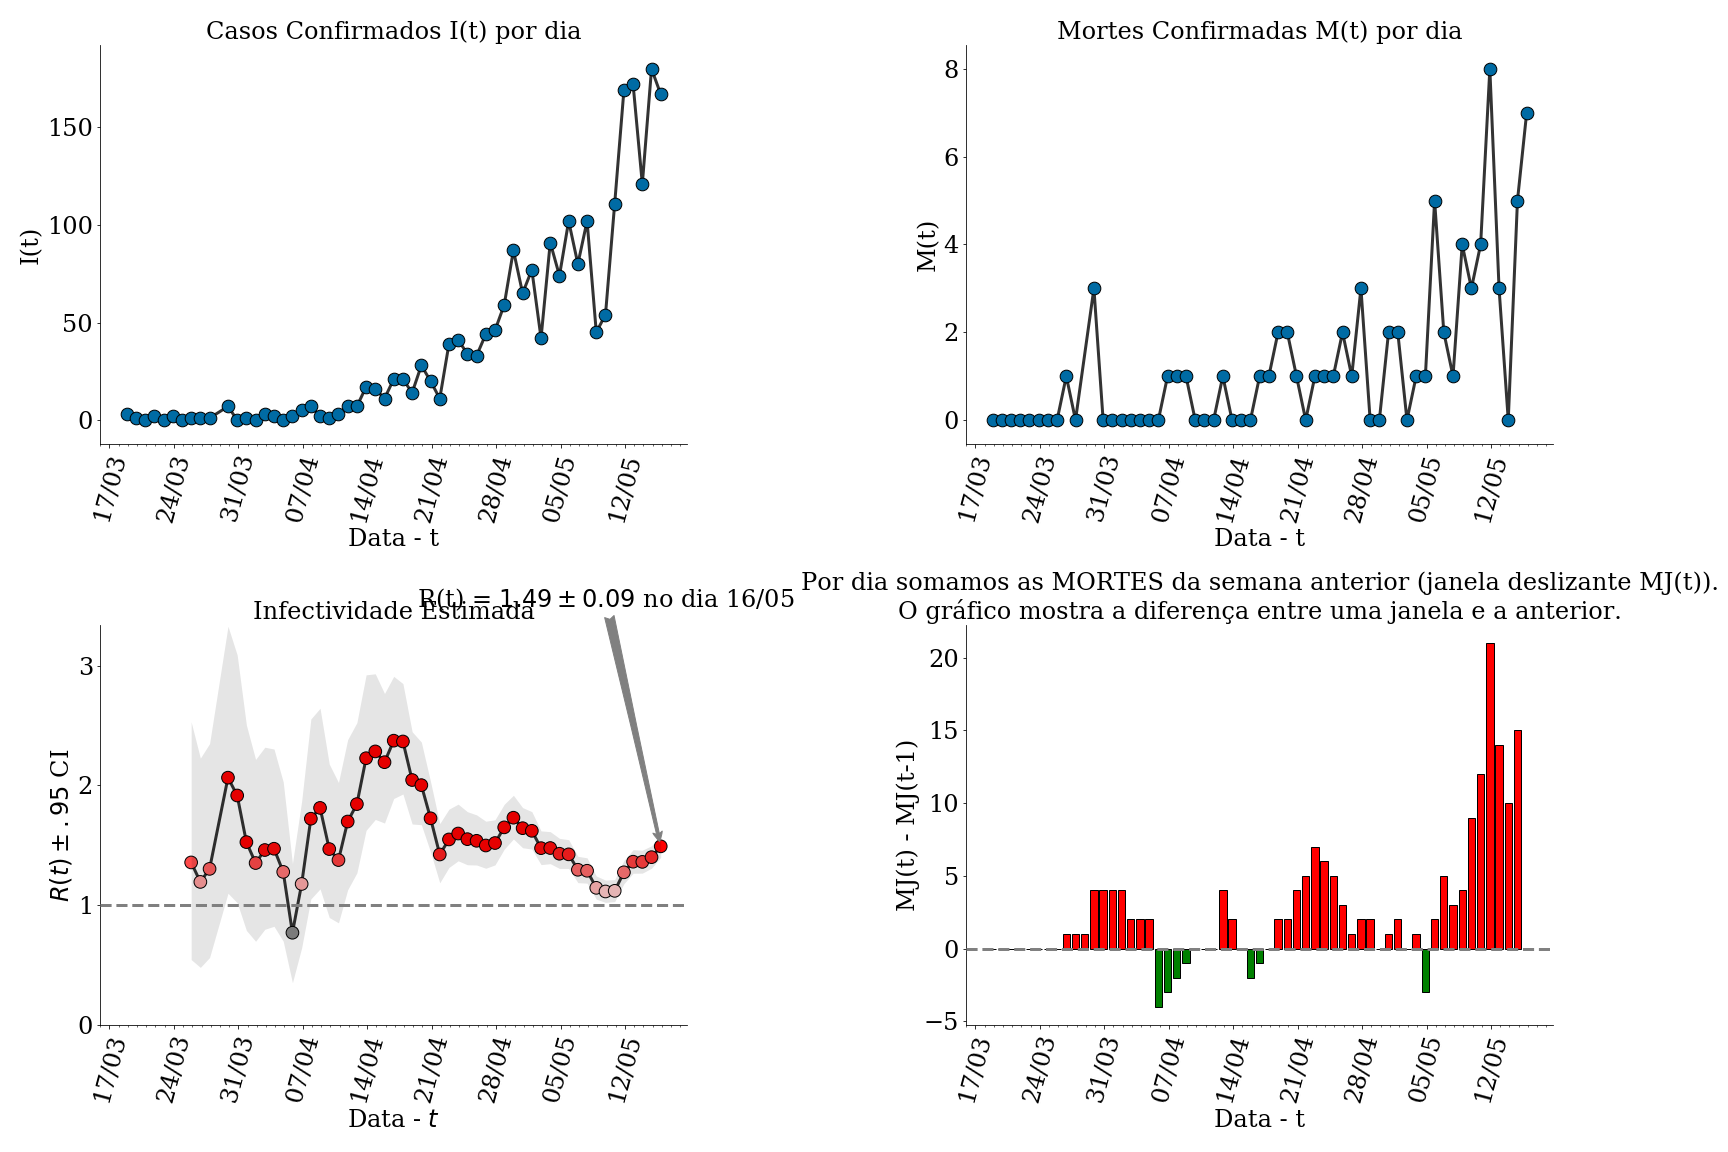 Casos Confirmados I(t) por dia
I(t)
150
100
50
0
17/03 24/03 31/03 07/04 14/04 21/04 28/04 05/05 12/05
Data - t
Mortes Confirmadas M(t) por dia
M(t)
8
6
4
2
0
17/03 24/03 31/03 07/04 14/04 21/04 28/04 05/05 12/05
Data - t
R(t) = 1.49 ± 0.09 no dia 16/05
Infectividade Estimada
R(t) ± .95 CI
3
2
1
0
17/03 24/03 31/03 07/04 14/04 21/04 28/04 05/05 12/05
Data - t
Por dia somamos as MORTES da semana anterior (janela deslizante MJ(t)).
O gráfico mostra a diferença entre uma janela e a anterior.
MJ(t) - MJ(t-1)
20
15
10
5
0
−5
17/03 24/03 31/03 07/04 14/04 21/04 28/04 05/05 12/05
Data - t